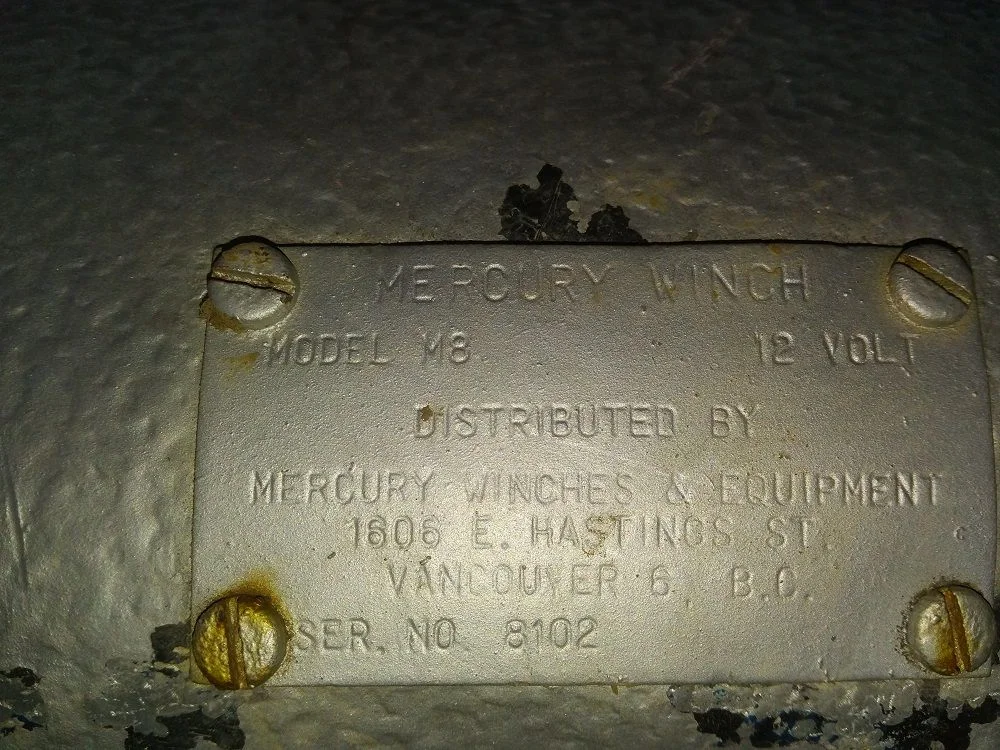 MERCURY WINCH
MODEL M8 12 VOLT
DISTRIBUTED BY
MERCURY WINCHES & EQUIPMENT
1606 E. HASTINGS ST.
VANCOUVER 6, B.C.
SER. NO. 8102